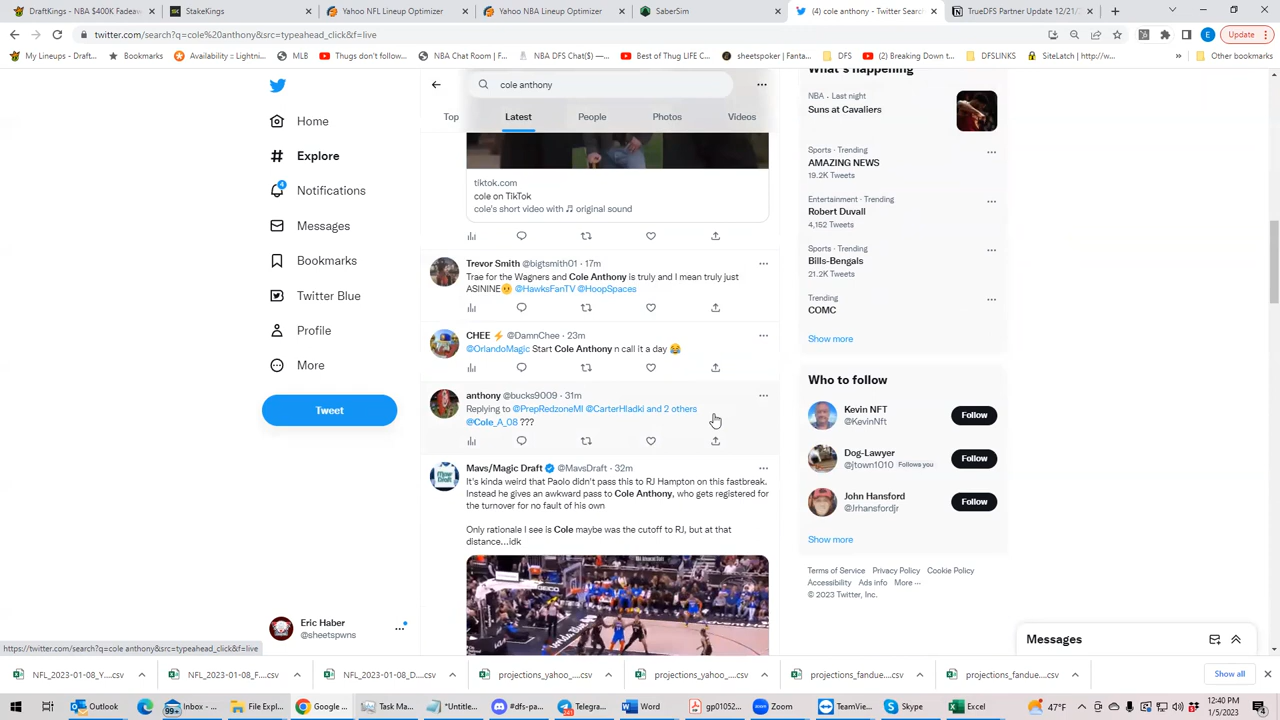 DraftKings - NBA $400K Fadeaw
StakeKings
Yahoo NFL Lineup Optimizer
Yahoo NBA Lineup Optimizer
SaberSim
(4) cole anthony - Twitter Searc
TrueDFS Partner Update 12/27/
twitter.com/search?q=cole%20anthony&src=typeahead_click&f=live
Update
My Lineups - Draft...
Bookmarks
Availability = Lightni...
MLB
Thugs don't follow...
NBA Chat Room | F...
NBA DFS Chat(S) —...
Best of Thug LIFE C...
sheetspoker | Fanta...
DFS
(2) Breaking Down t...
DFSLINKS
SiteLatch | http://w...
Other bookmarks
Home
Explore
4
Notifications
Messages
Bookmarks
Twitter Blue
Profile
More
Tweet
Eric Haber
@sheetspwns
https://twitter.com/search?q=cole anthony&src=typeahead_click&f=live
cole anthony
Top
Latest
People
Photos
Videos
tiktok.com
cole on TikTok
cole's short video with ♫ original sound
Trevor Smith @bigtsmith01 · 17m
Trae for the Wagners and Cole Anthony is truly and I mean truly just
ASININE @HawksFanTV @HoopSpaces
CHEE ⚡ @DamnChee · 23m
@OrlandoMagic Start Cole Anthony n call it a day 😂
anthony @bucks9009 · 31m
Replying to @PrepRedzoneMI @CarterHladki and 2 others
@Cole_A_08 ???
Mavs/Magic Draft @MavsDraft · 32m
It's kinda weird that Paolo didn't pass this to RJ Hampton on this fastbreak.
Instead he gives an awkward pass to Cole Anthony, who gets registered for
the turnover for no fault of his own
Only rationale I see is Cole maybe was the cutoff to RJ, but at that
distance...idk
What's happening
NBA · Last night
Suns at Cavaliers
Sports · Trending
AMAZING NEWS
19.2K Tweets
Entertainment · Trending
Robert Duvall
4,152 Tweets
Sports · Trending
Bills-Bengals
21.2K Tweets
Trending
COMC
Show more
Who to follow
Kevin NFT
@KevinNft
Follow
Dog-Lawyer
@jtown1010 Follows you
Follow
John Hansford
@Jrhansfordjr
Follow
Show more
Terms of Service Privacy Policy Cookie Policy
Accessibility Ads info More ···
© 2023 Twitter, Inc.
Messages
NFL_2023-01-08_Y....csv
NFL_2023-01-08_F....csv
NFL_2023-01-08_D....csv
projections_yahoo_....csv
projections_yahoo_....csv
projections_fandue....csv
projections_fandue....csv
Show all
Outlook
Inbox - ...
99+
File Expl...
Google ...
Task Ma...
*Untitle...
#dfs-pa...
Telegra...
Word
gp01052...
Zoom
TeamVie...
Skype
Excel
47°F
12:40 PM
1/5/2023